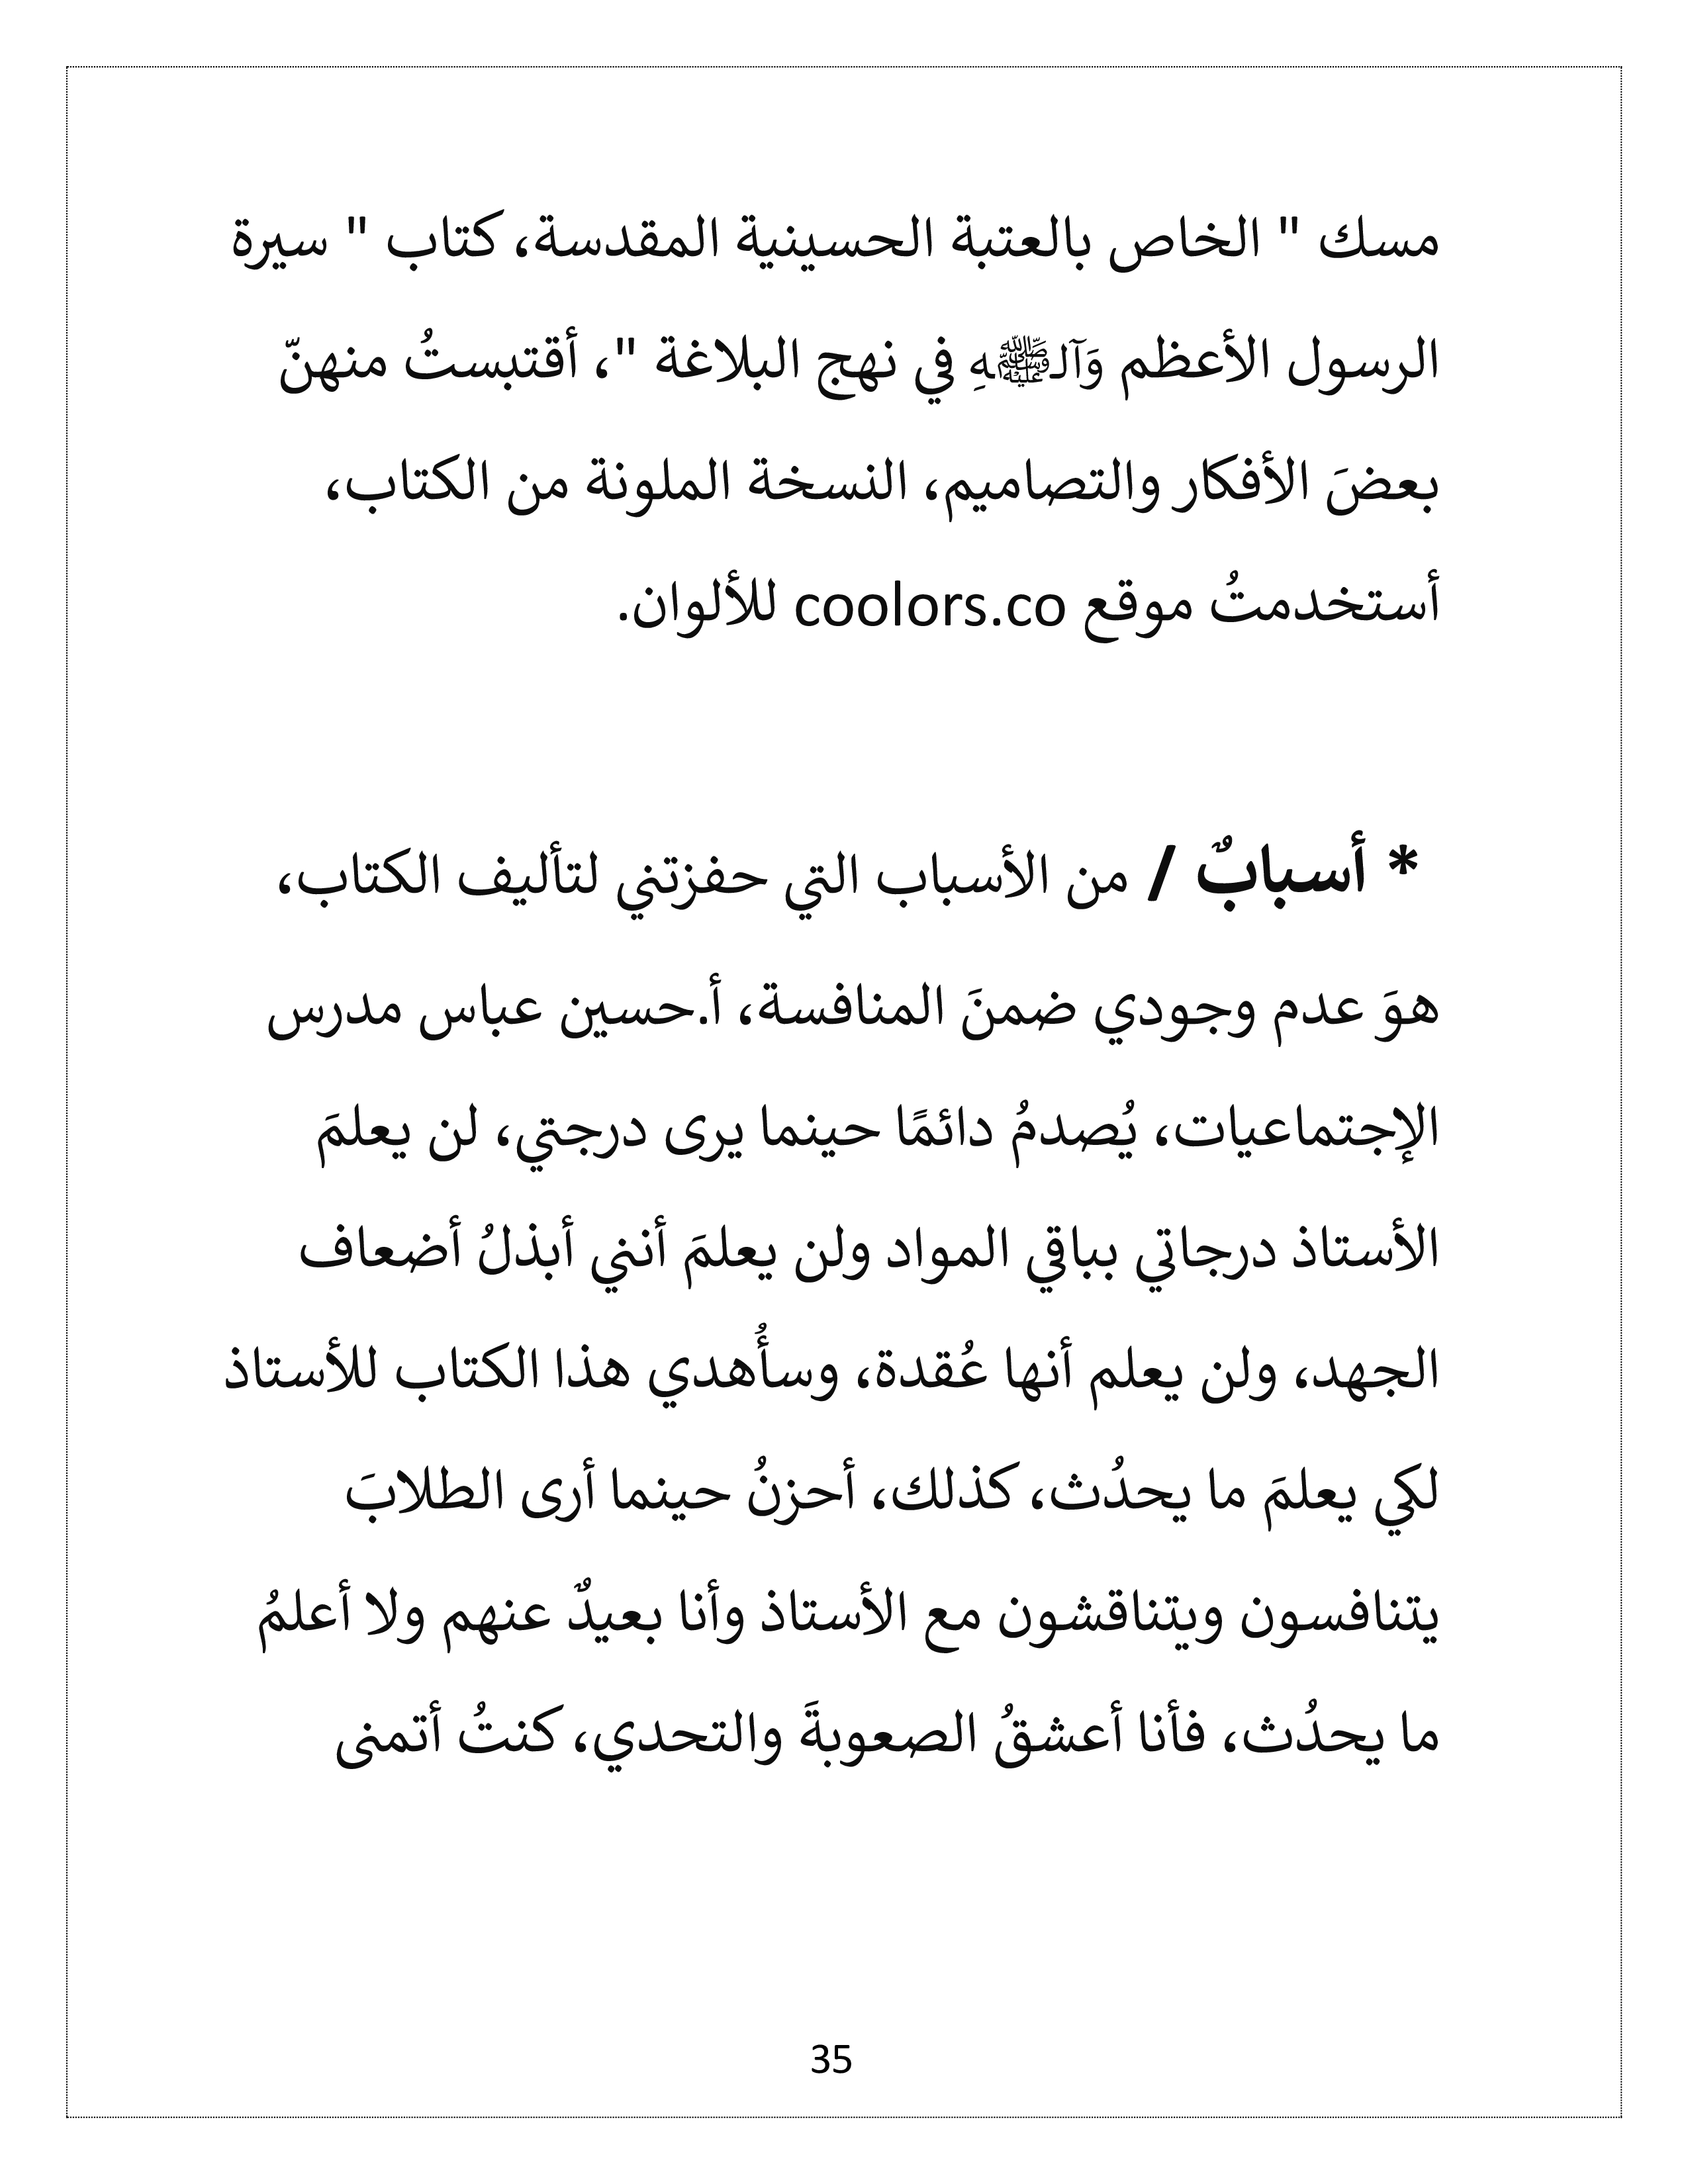 مسك " الخاص بالعتبة الحسينية المقدسة، كتاب " سيرة
الرسول الأعظم وَآلـﷺـهِ في نهج البلاغة "، أقتبستُ منهنّ
بعضَ الأفكار والتصاميم، النسخة الملونة من الكتاب،
أستخدمتُ موقع coolors.co للألوان.
* أسبابٌ / من الأسباب التي حفزتني لتأليف الكتاب،
هوَ عدم وجودي ضمنَ المنافسة، أ.حسين عباس مدرس
الإجتماعيات، يُصدمُ دائمًا حينما يرى درجتي، لن يعلمَ
الأستاذ درجاتي بباقي المواد ولن يعلمَ أنني أبذلُ أضعاف
الجهد، ولن يعلم أنها عُقدة، وسأُهدي هذا الكتاب للأستاذ
لكي يعلمَ ما يحدُث، كذلك، أحزنُ حينما أرى الطلابَ
يتنافسون ويتناقشون مع الأستاذ وأنا بعيدٌ عنهم ولا أعلمُ
ما يحدُث، فأنا أعشقُ الصعوبةَ والتحدي، كنتُ أتمنى
35